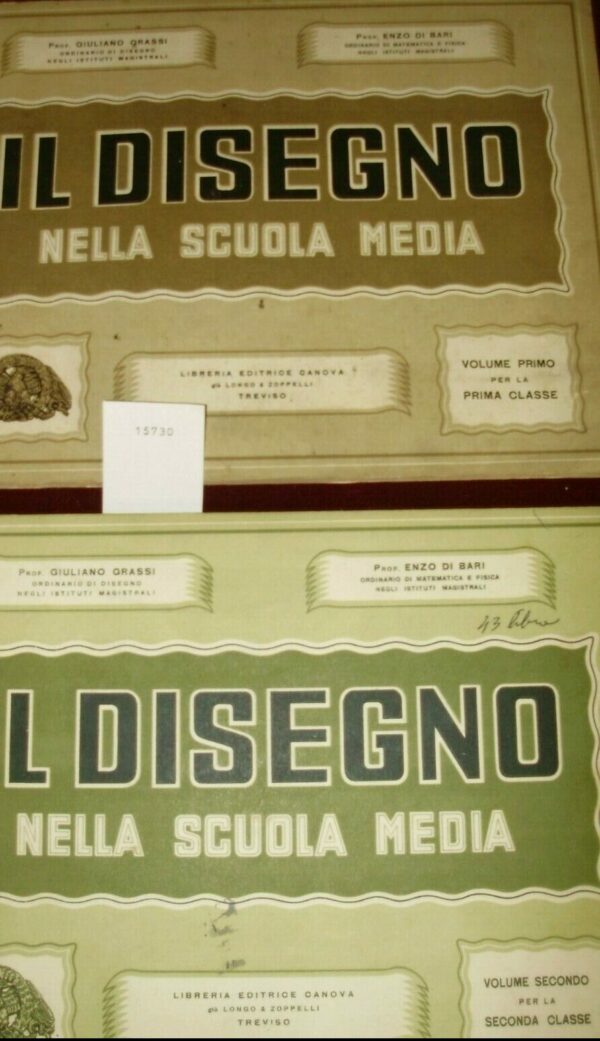 PROF. GIULIANO GRASSI
ORDINARIO DI DISEGNO
NEGLI ISTITUTI MAGISTRALI
PROF. ENZO DI BARI
ORDINARIO DI MATEMATICA E FISICA
NEGLI ISTITUTI MAGISTRALI
IL DISEGNO
NELLA SCUOLA MEDIA
LIBRERIA EDITRICE CANOVA
già LONGO & ZOPPELLI
TREVISO
VOLUME PRIMO
PER LA
PRIMA CLASSE
15730
PROF. GIULIANO GRASSI
ORDINARIO DI DISEGNO
NEGLI ISTITUTI MAGISTRALI
PROF. ENZO DI BARI
ORDINARIO DI MATEMATICA E FISICA
NEGLI ISTITUTI MAGISTRALI
43
L DISEGNO
NELLA SCUOLA MEDIA
LIBRERIA EDITRICE CANOVA
già LONGO & ZOPPELLI
TREVISO
VOLUME SECONDO
PER LA
SECONDA CLASSE